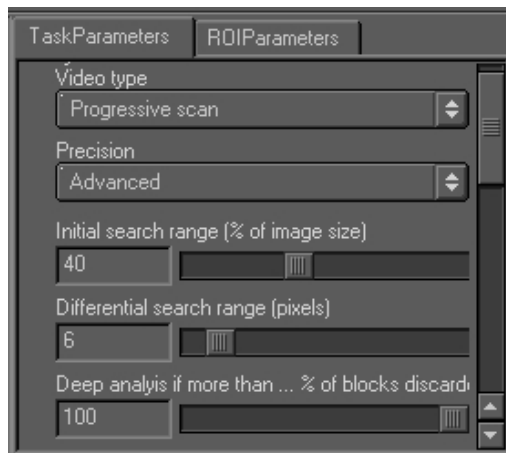 TaskParameters ROIParameters
Video type
Progressive scan
Precision
Advanced
Initial search range (% of image size)
40
Differential search range (pixels)
6
Deep analyis if more than ... % of blocks discard
100